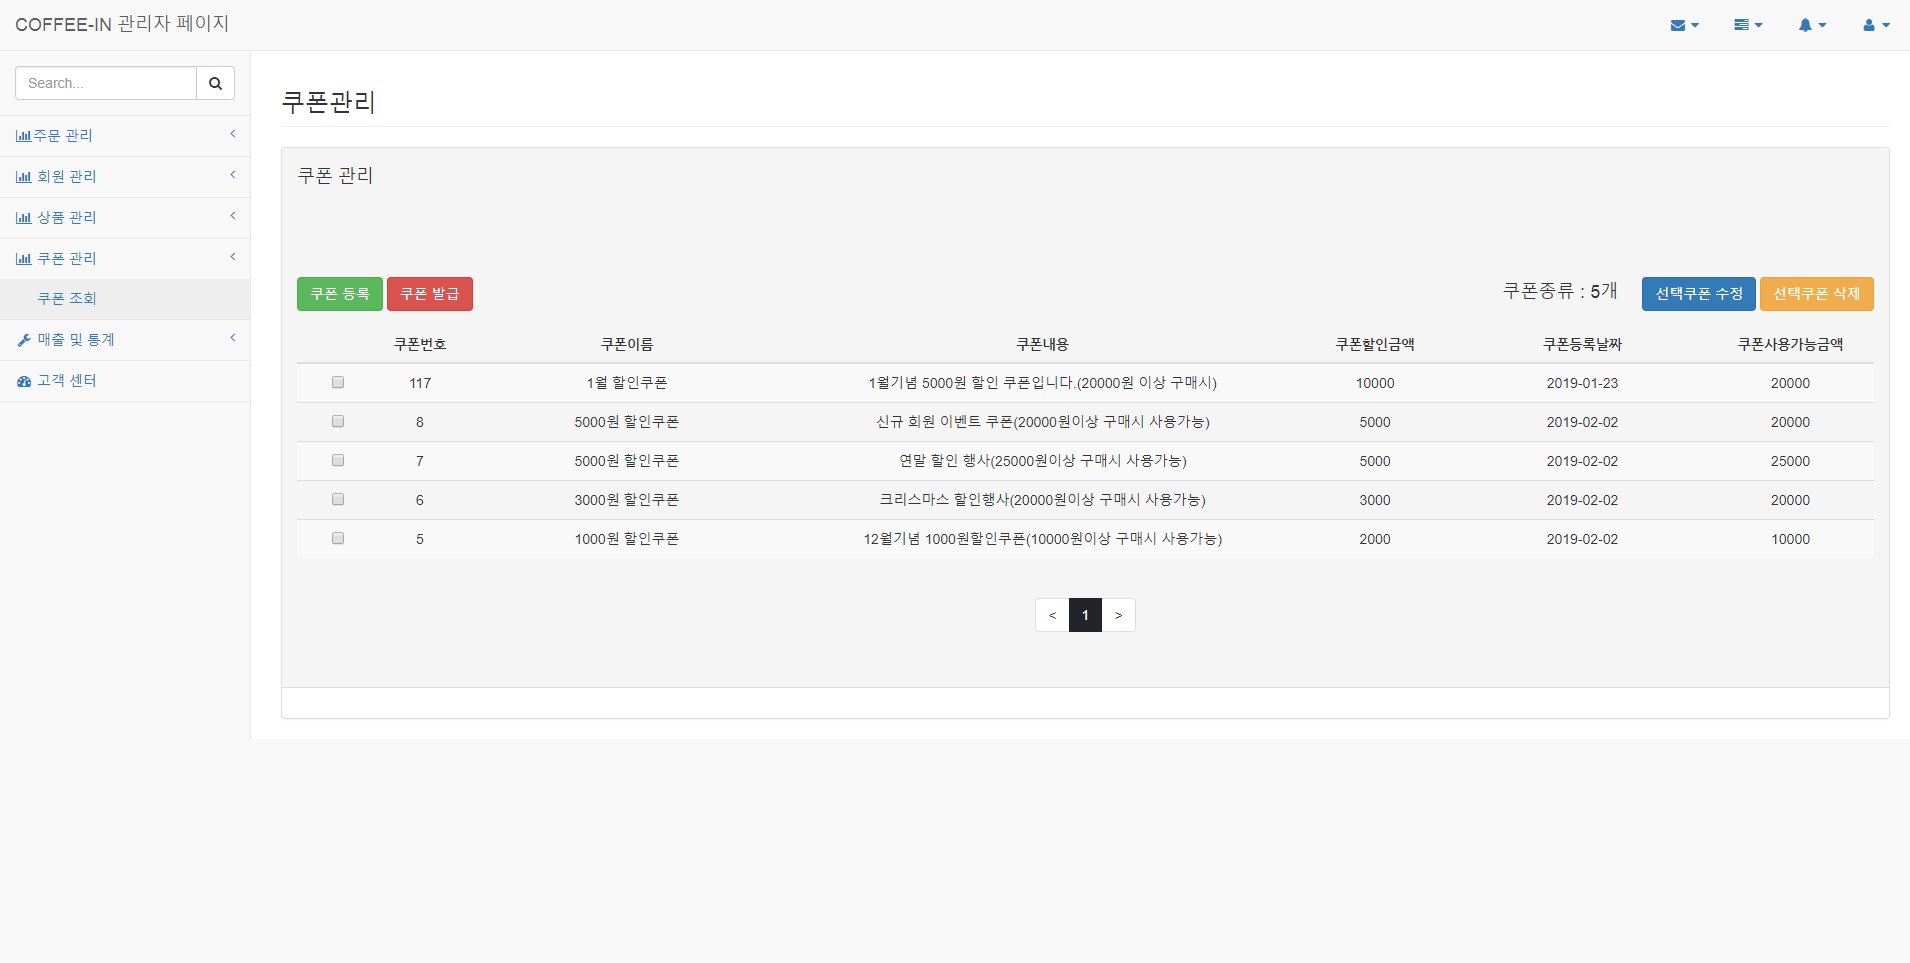 COFFEE-IN 관리자 페이지
Search...
주문 관리
회원 관리
상품 관리
쿠폰 관리
쿠폰 조회
매출 및 통계
고객 센터
쿠폰관리
쿠폰 관리
쿠폰 등록 쿠폰 발급 쿠폰종류 : 5개 선택쿠폰 수정 선택쿠폰 삭제
쿠폰번호 쿠폰이름 쿠폰내용 쿠폰할인금액 쿠폰등록날짜 쿠폰사용가능금액
117 1월 할인쿠폰 1월기념 5000원 할인 쿠폰입니다.(20000원 이상 구매시) 10000 2019-01-23 20000
8 5000원 할인쿠폰 신규 회원 이벤트 쿠폰(20000원이상 구매시 사용가능) 5000 2019-02-02 20000
7 5000원 할인쿠폰 연말 할인 행사(25000원이상 구매시 사용가능) 5000 2019-02-02 25000
6 3000원 할인쿠폰 크리스마스 할인행사(20000원이상 구매시 사용가능) 3000 2019-02-02 20000
5 1000원 할인쿠폰 12월기념 1000원할인쿠폰(10000원이상 구매시 사용가능) 2000 2019-02-02 10000
< 1 >